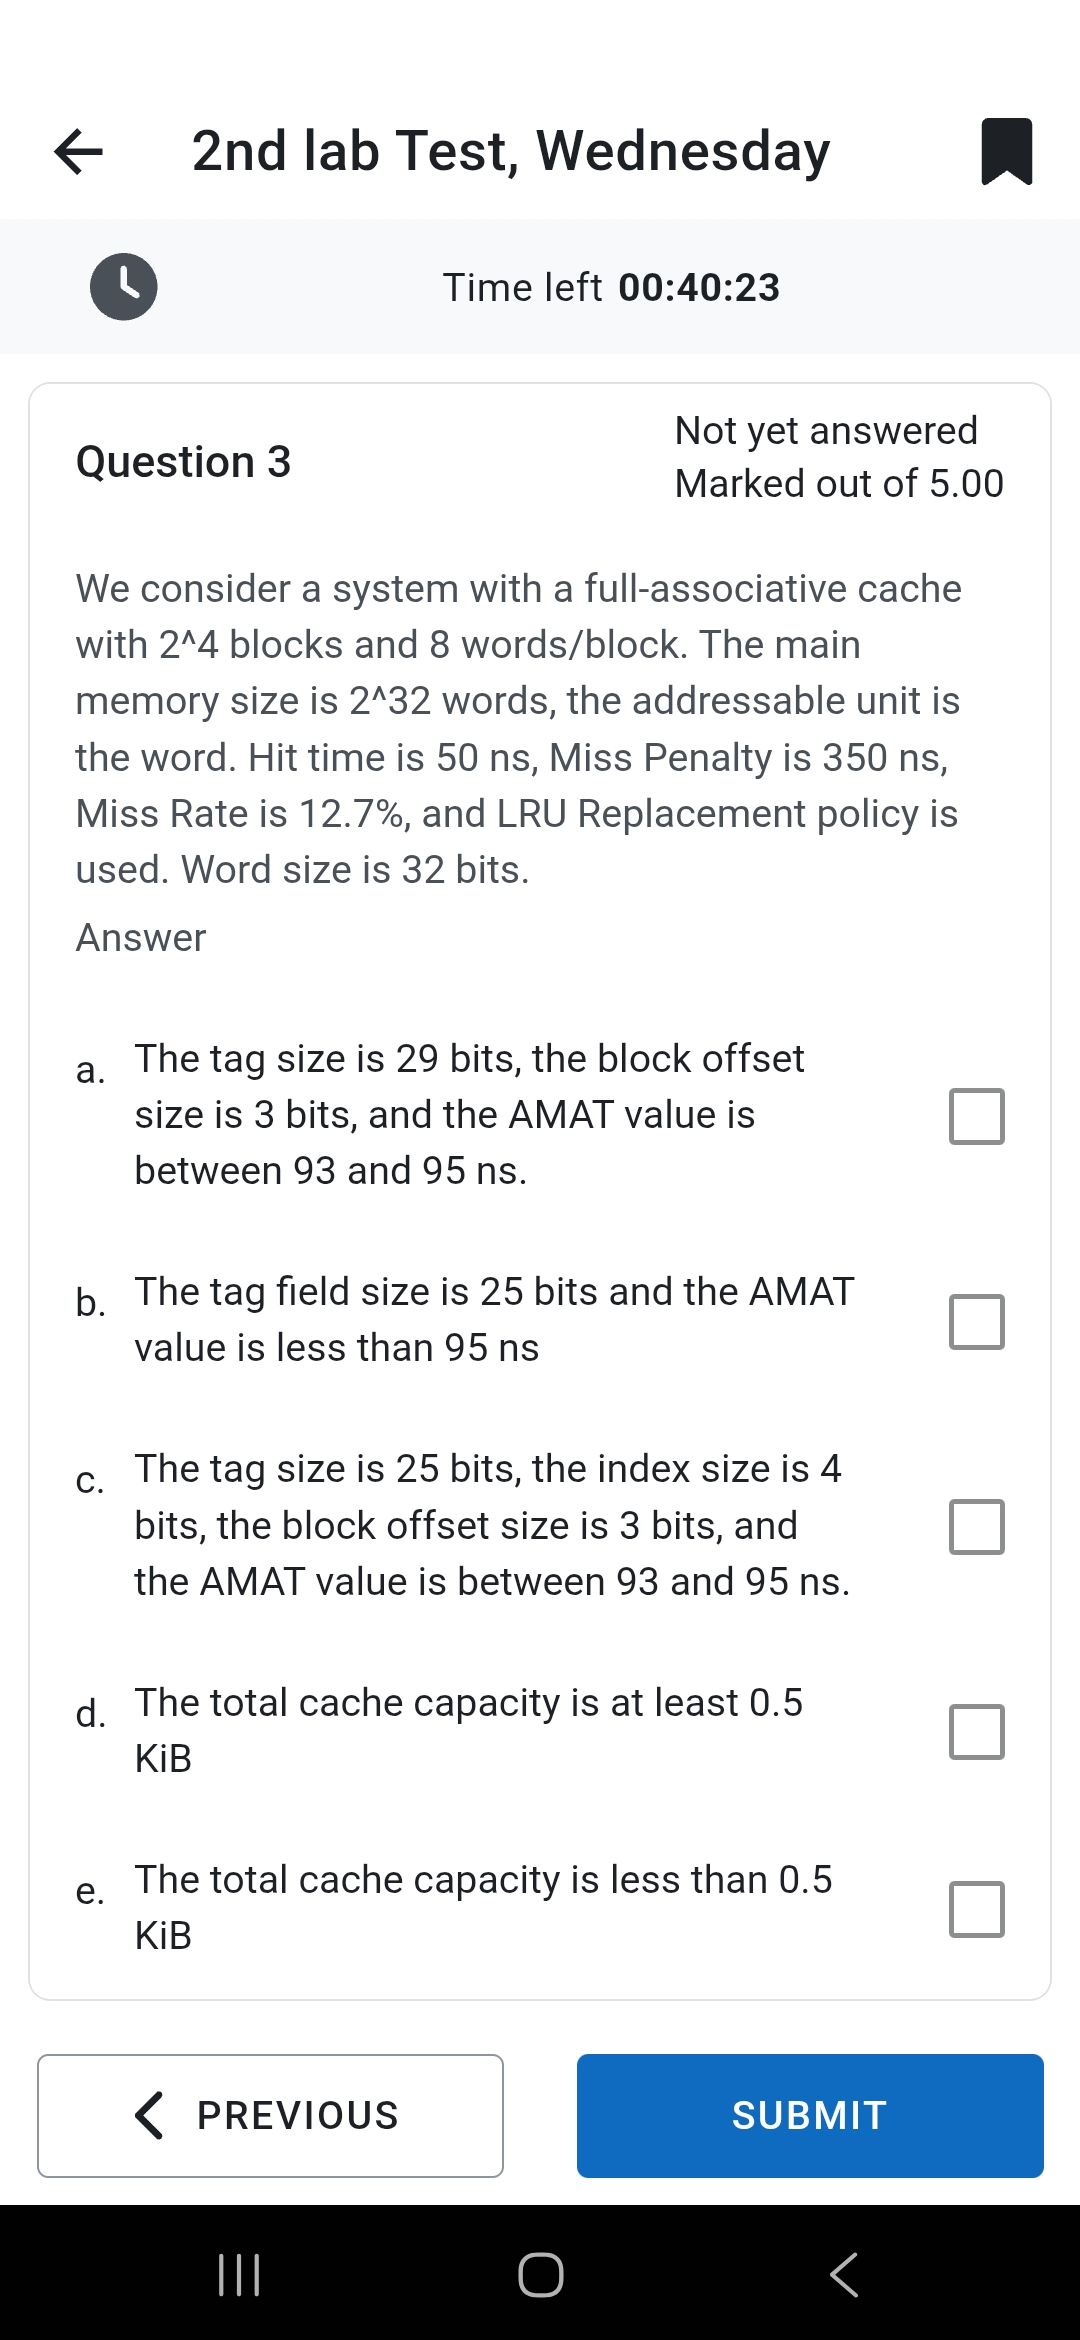 2nd lab Test, Wednesday
Time left 00:40:23
Question 3
Not yet answered
Marked out of 5.00
We consider a system with a full-associative cache
with 2^4 blocks and 8 words/block. The main
memory size is 2^32 words, the addressable unit is
the word. Hit time is 50 ns, Miss Penalty is 350 ns,
Miss Rate is 12.7%, and LRU Replacement policy is
used. Word size is 32 bits.
Answer
a. The tag size is 29 bits, the block offset
size is 3 bits, and the AMAT value is
between 93 and 95 ns.
b. The tag field size is 25 bits and the AMAT
value is less than 95 ns
c. The tag size is 25 bits, the index size is 4
bits, the block offset size is 3 bits, and
the AMAT value is between 93 and 95 ns.
d. The total cache capacity is at least 0.5
KiB
e. The total cache capacity is less than 0.5
KiB
PREVIOUS
SUBMIT